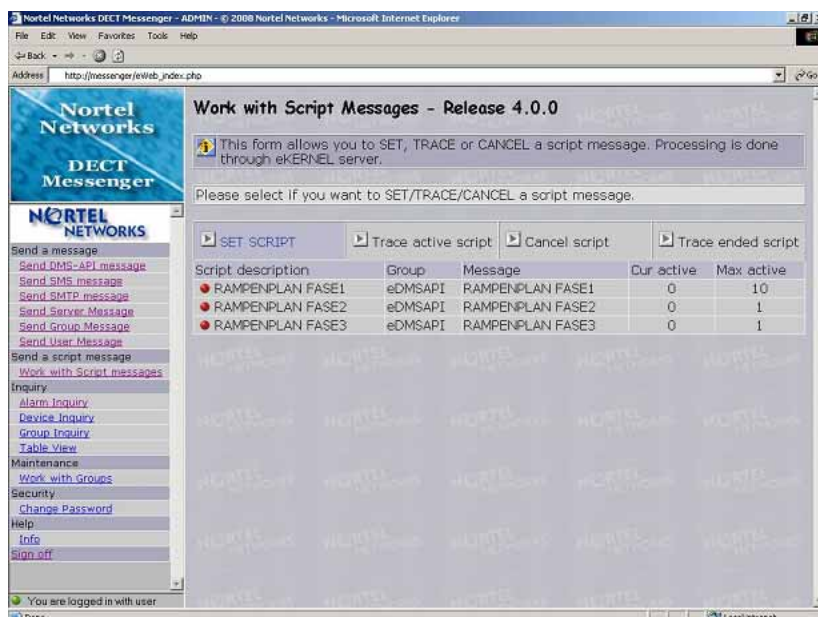 Nortel Networks DECT Messenger - ADMIN - © 2008 Nortel Networks - Microsoft Internet Explorer
File Edit View Favorites Tools Help
Back
Address http://messenger/eWeb_index.php Go
Nortel
Networks
DECT
Messenger
NORTEL
NETWORKS
Send a message
Send DMS-API message
Send SMS message
Send SMTP message
Send Server Message
Send Group Message
Send User Message
Send a script message
Work with Script messages
Inquiry
Alarm Inquiry
Device Inquiry
Group Inquiry
Table View
Maintenance
Work with Groups
Security
Change Password
Help
Info
Sign off
You are logged in with user
Work with Script Messages - Release 4.0.0
This form allows you to SET, TRACE or CANCEL a script message. Processing is done
through eKERNEL server.
Please select if you want to SET/TRACE/CANCEL a script message.
SET SCRIPT Trace active script Cancel script Trace ended script
Script description Group Message Cur active Max active
RAMPENPLAN FASE1 eDMSAPI RAMPENPLAN FASE1 0 10
RAMPENPLAN FASE2 eDMSAPI RAMPENPLAN FASE2 0 1
RAMPENPLAN FASE3 eDMSAPI RAMPENPLAN FASE3 0 1